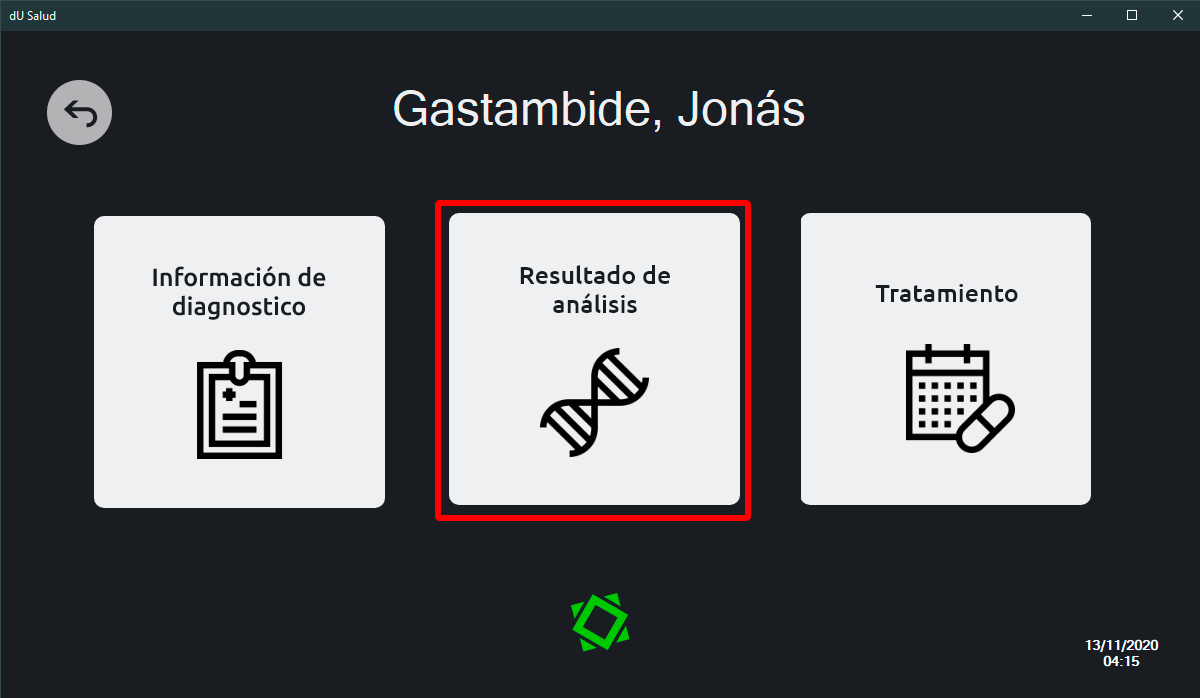 dU Salud
Gastambide, Jonás
Información de
diagnostico
Resultado de
análisis
Tratamiento
13/11/2020
04:15